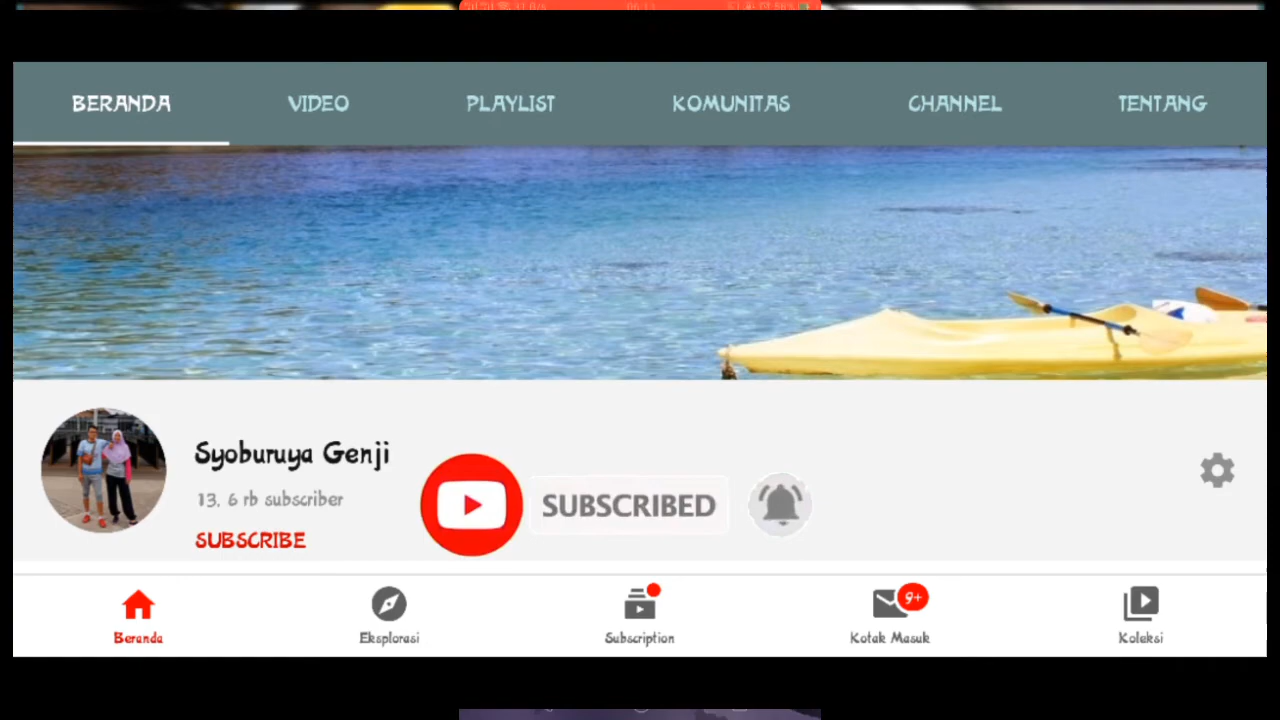 BERANDA VIDEO PLAYLIST KOMUNITAS CHANNEL TENTANG
Syoburuya Genji
13, 6 rb subscriber
SUBSCRIBED
SUBSCRIBE
9+
Beranda Eksplorasi Subscription Kotak Masuk Koleksi